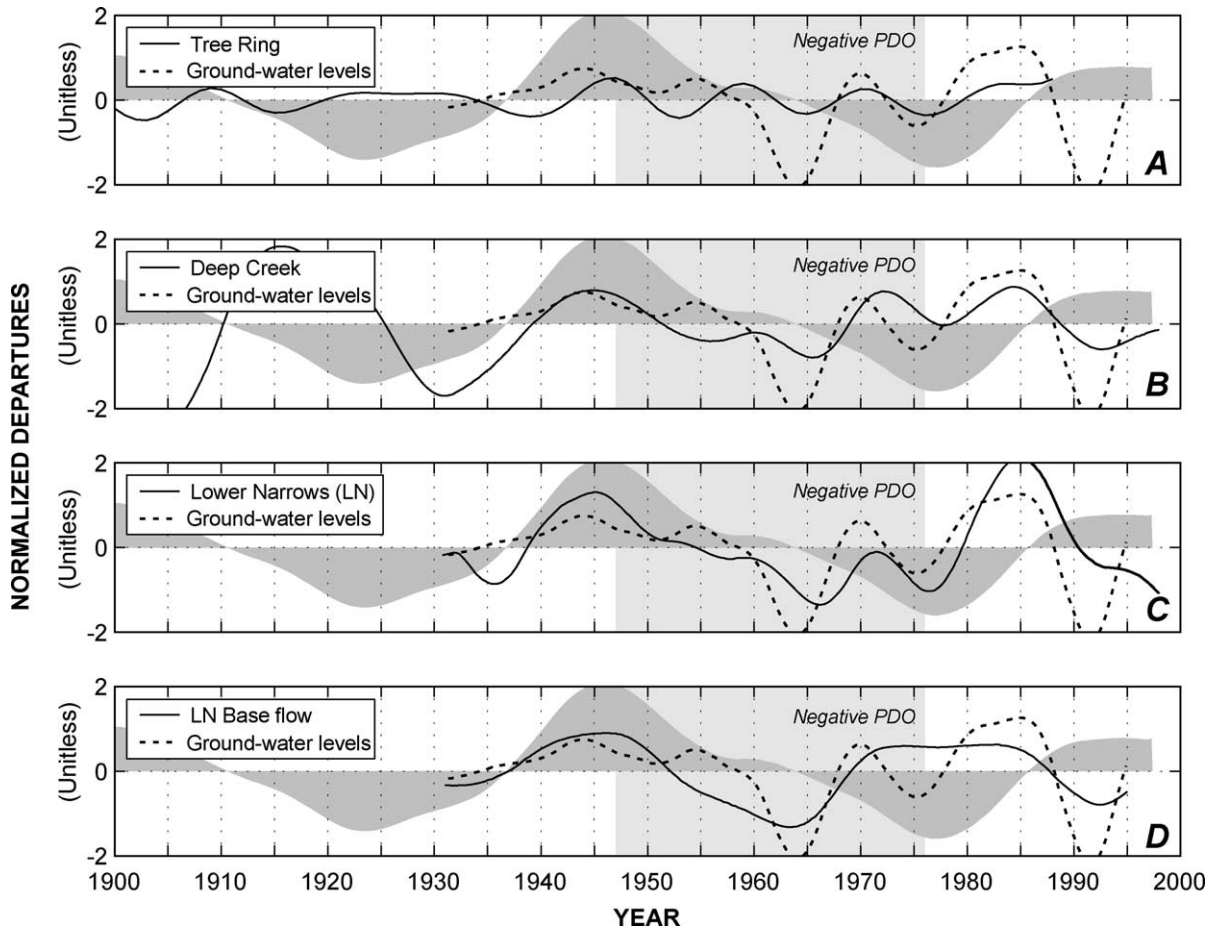 2
0
-2
(Unitless)
Tree Ring
Ground-water levels
Negative PDO
A
2
0
-2
(Unitless)
Deep Creek
Ground-water levels
Negative PDO
B
NORMALIZED DEPARTURES
2
0
-2
(Unitless)
Lower Narrows (LN)
Ground-water levels
Negative PDO
C
2
0
-2
(Unitless)
LN Base flow
Ground-water levels
Negative PDO
D
1900 1910 1920 1930 1940 1950 1960 1970 1980 1990 2000
YEAR